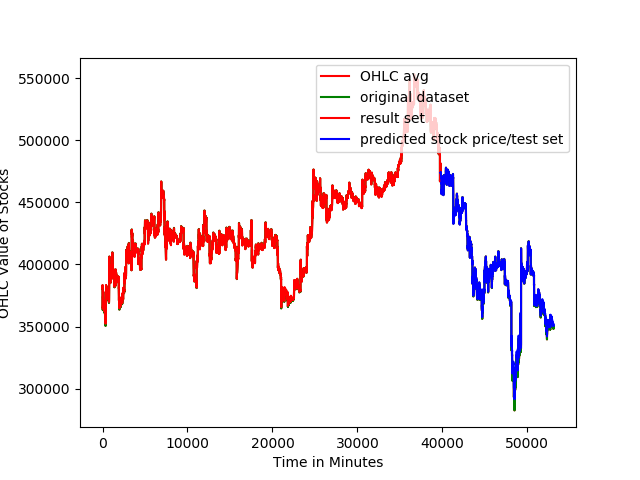 550000
500000
450000
400000
350000
300000
OHLC Value of Stocks
OHLC avg
original dataset
result set
predicted stock price/test set
0
10000
20000
30000
40000
50000
Time in Minutes